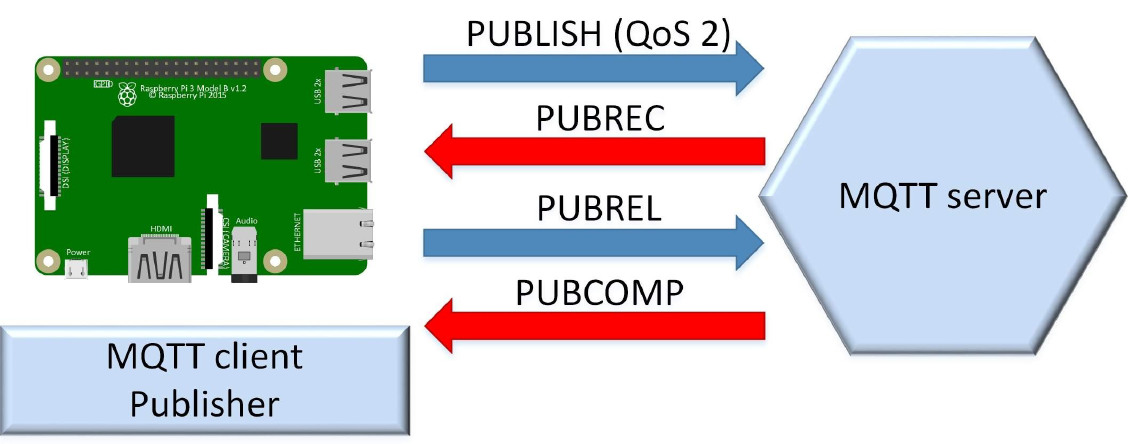 PUBLISH (QoS 2)
PUBREC
PUBREL
PUBCOMP
MQTT server
MQTT client
Publisher
GPIO
Raspberry Pi 3 Model B v1.2
© Raspberry Pi 2015
USB 2x
USB 2x
DSI (DISPLAY)
ETHERNET
CSI (CAMERA)
Audio
HDMI
Power